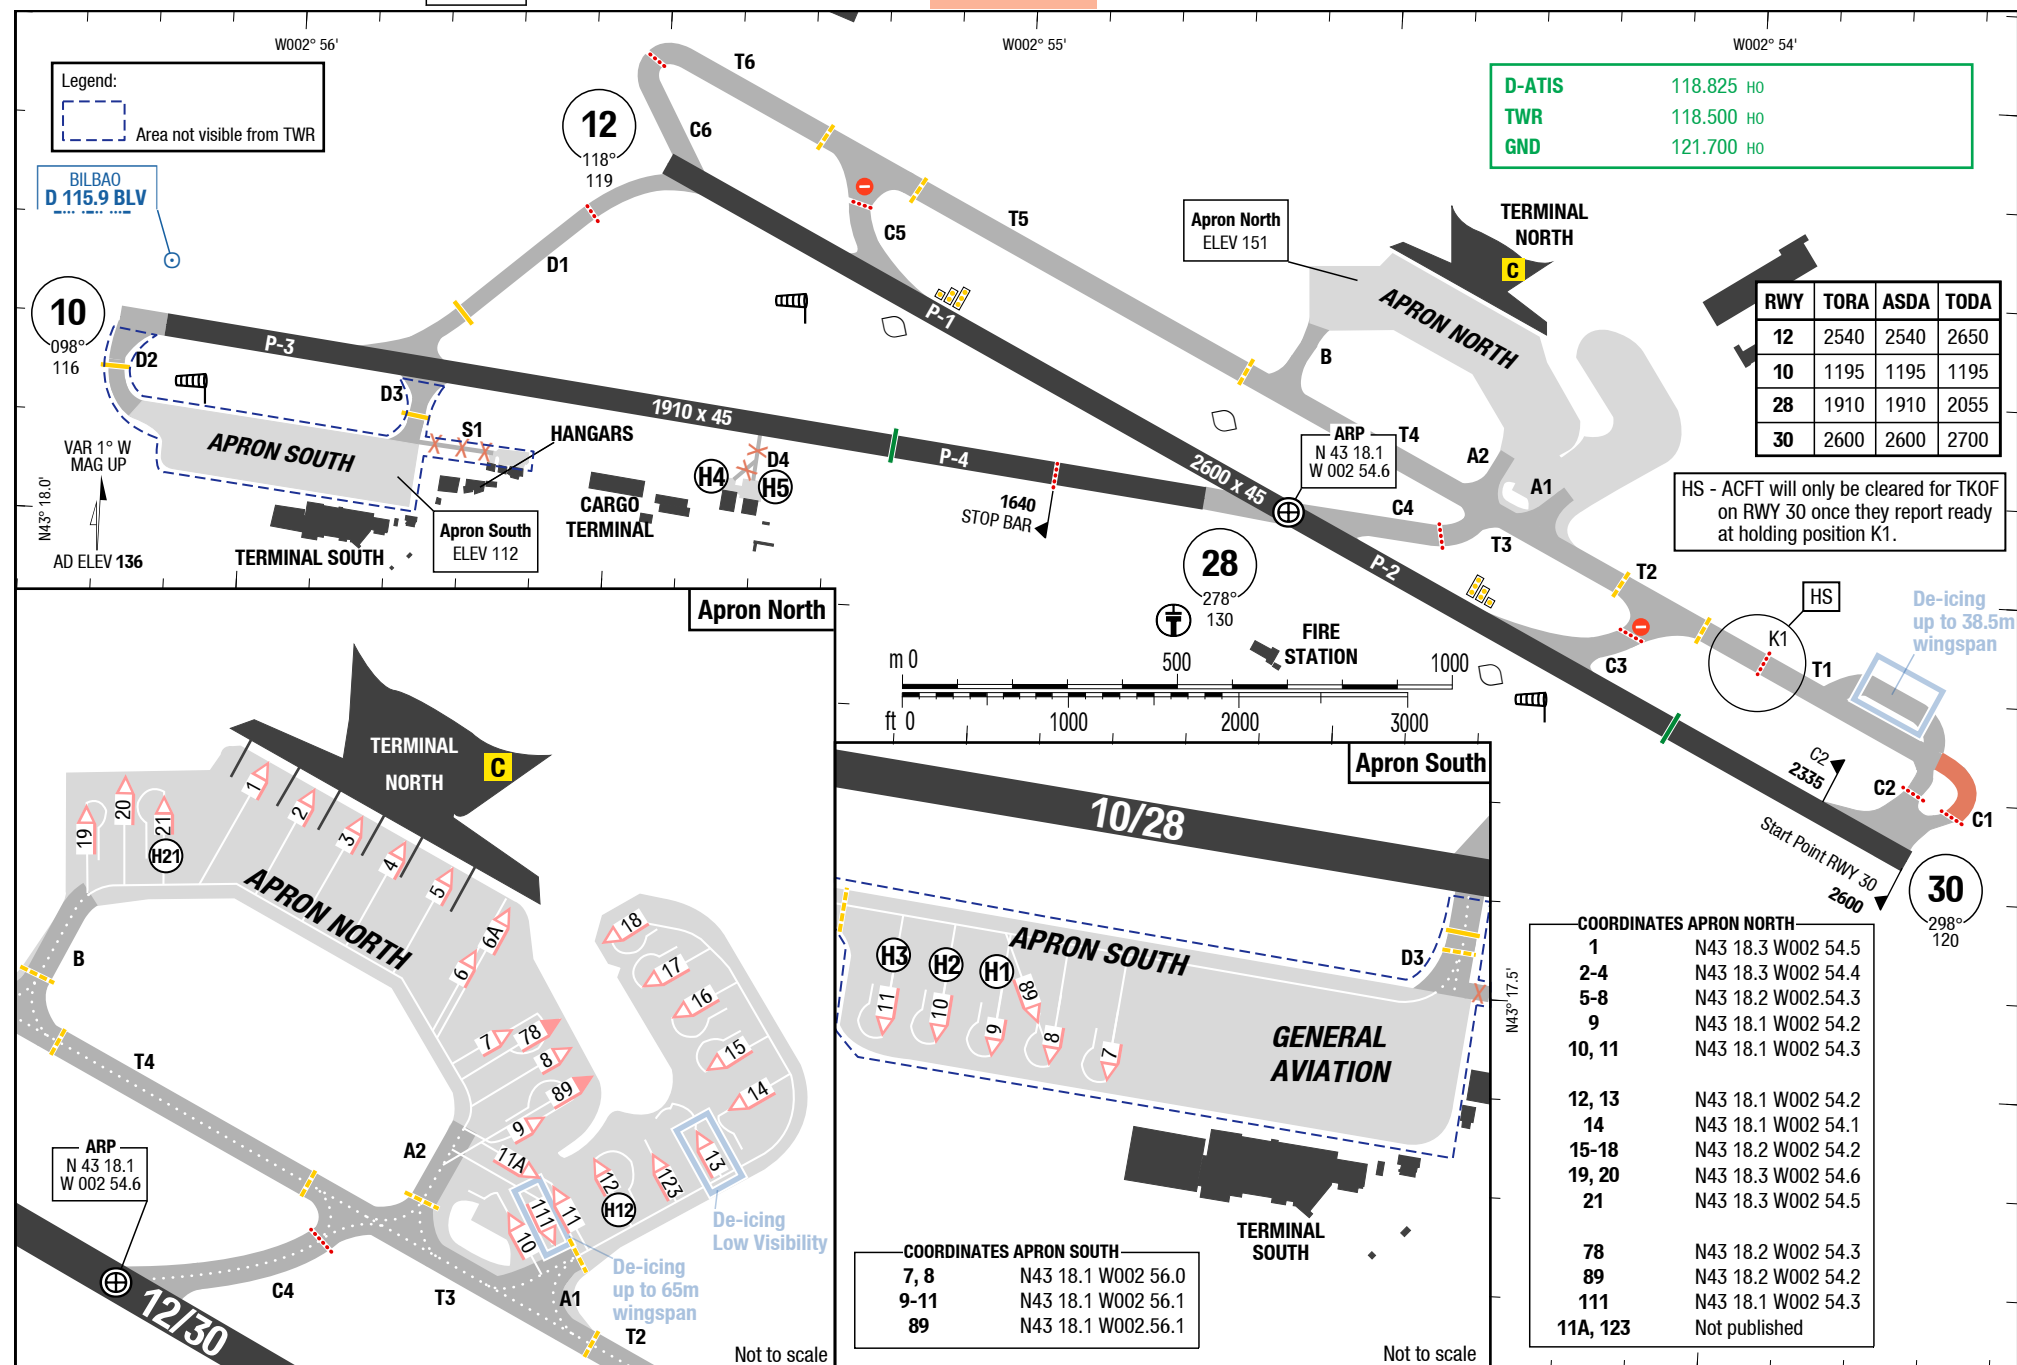 W002° 56'
W002° 55'
W002° 54'
Legend:
Area not visible from TWR
BILBAO
D 115.9 BLV
D-ATIS 118.825 HO
TWR 118.500 HO
GND 121.700 HO
T6
C6
12
118°
119
C5
T5
D1
Apron North
ELEV 151
TERMINAL
NORTH
C
APRON NORTH
RWY TORA ASDA TODA
12 2540 2540 2650
10 1195 1195 1195
28 1910 1910 2055
30 2600 2600 2700
10
098°
116
P-3
P-1
B
D2
D3
1910 x 45
S1
HANGARS
APRON SOUTH
VAR 1° W
MAG UP
N43° 18.0'
AD ELEV 136
TERMINAL SOUTH
Apron South
ELEV 112
CARGO
TERMINAL
H4
D4
H5
P-4
1640
STOP BAR
2600 x 45
ARP
N 43 18.1
W 002 54.6
T4
A2
A1
C4
T3
HS - ACFT will only be cleared for TKOF
on RWY 30 once they report ready
at holding position K1.
28
278°
130
P-2
T2
HS
K1
T1
De-icing
up to 38.5m
wingspan
C3
FIRE
STATION
m 0 500 1000
ft 0 1000 2000 3000
C2
2335
C2
C1
Start Point RWY 30
2600
30
298°
120
Apron North
TERMINAL
NORTH
C
1
2
3
4
5
6A
6
19
20
21
H21
APRON NORTH
18
17
16
15
14
7
78
8
89
9
B
T4
A2
11A
12
H12
123
13
11
111
10
ARP
N 43 18.1
W 002 54.6
C4
T3
A1
T2
12/30
De-icing
Low Visibility
De-icing
up to 65m
wingspan
Not to scale
Apron South
10/28
APRON SOUTH
H3
H2
H1
11
10
9
89
8
7
D3
N43° 17.5'
GENERAL
AVIATION
TERMINAL
SOUTH
COORDINATES APRON SOUTH
7, 8 N43 18.1 W002 56.0
9-11 N43 18.1 W002 56.1
89 N43 18.1 W002.56.1
Not to scale
COORDINATES APRON NORTH
1 N43 18.3 W002 54.5
2-4 N43 18.3 W002 54.4
5-8 N43 18.2 W002.54.3
9 N43 18.1 W002 54.2
10, 11 N43 18.1 W002 54.3
12, 13 N43 18.1 W002 54.2
14 N43 18.1 W002 54.1
15-18 N43 18.2 W002 54.2
19, 20 N43 18.3 W002 54.6
21 N43 18.3 W002 54.5
78 N43 18.2 W002 54.3
89 N43 18.2 W002 54.2
111 N43 18.1 W002 54.3
11A, 123 Not published